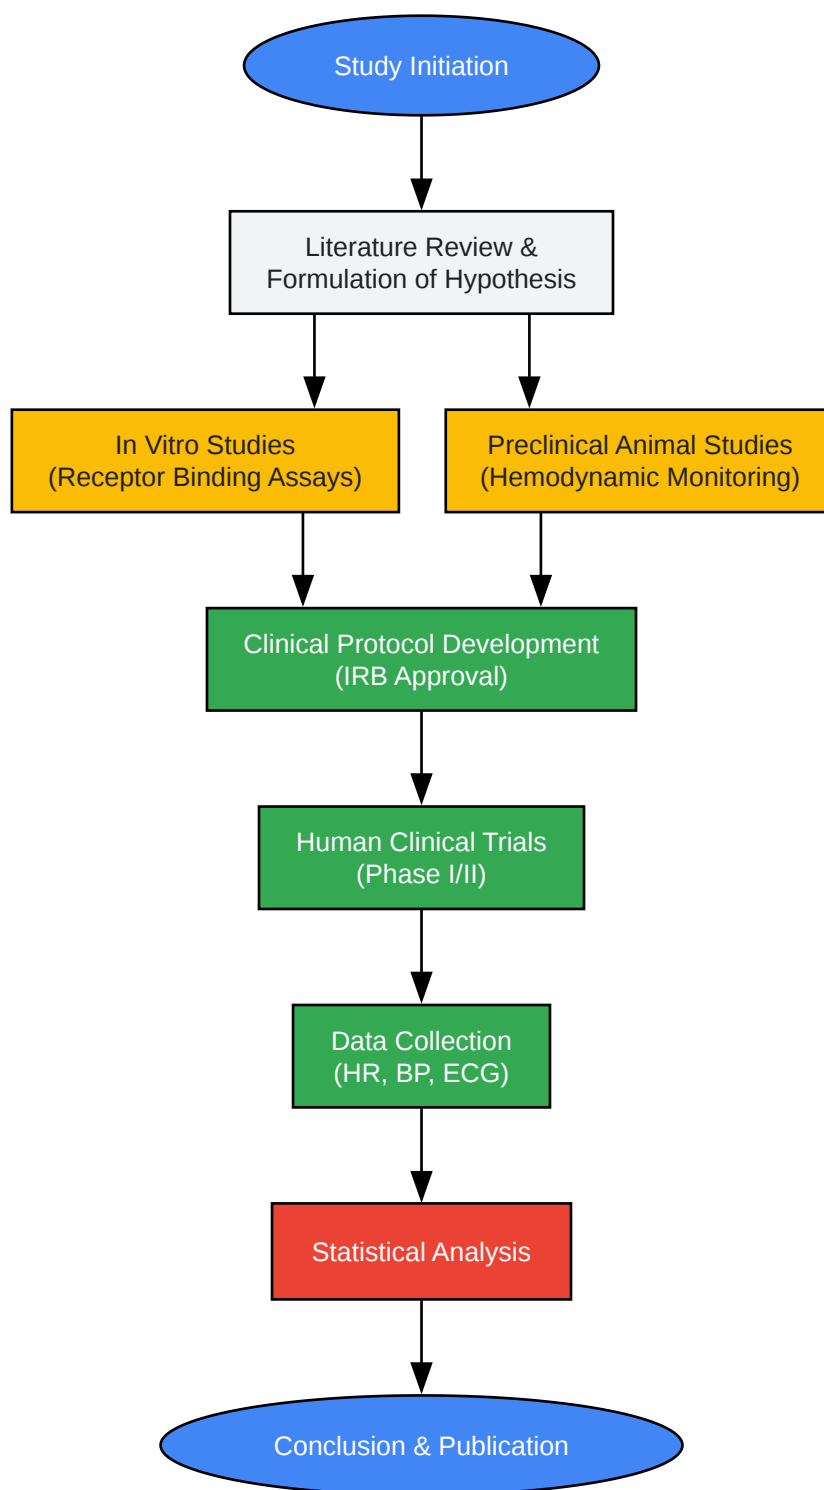 Study Initiation
Literature Review &
Formulation of Hypothesis
In Vitro Studies
(Receptor Binding Assays)
Preclinical Animal Studies
(Hemodynamic Monitoring)
Clinical Protocol Development
(IRB Approval)
Human Clinical Trials
(Phase I/II)
Data Collection
(HR, BP, ECG)
Statistical Analysis
Conclusion & Publication